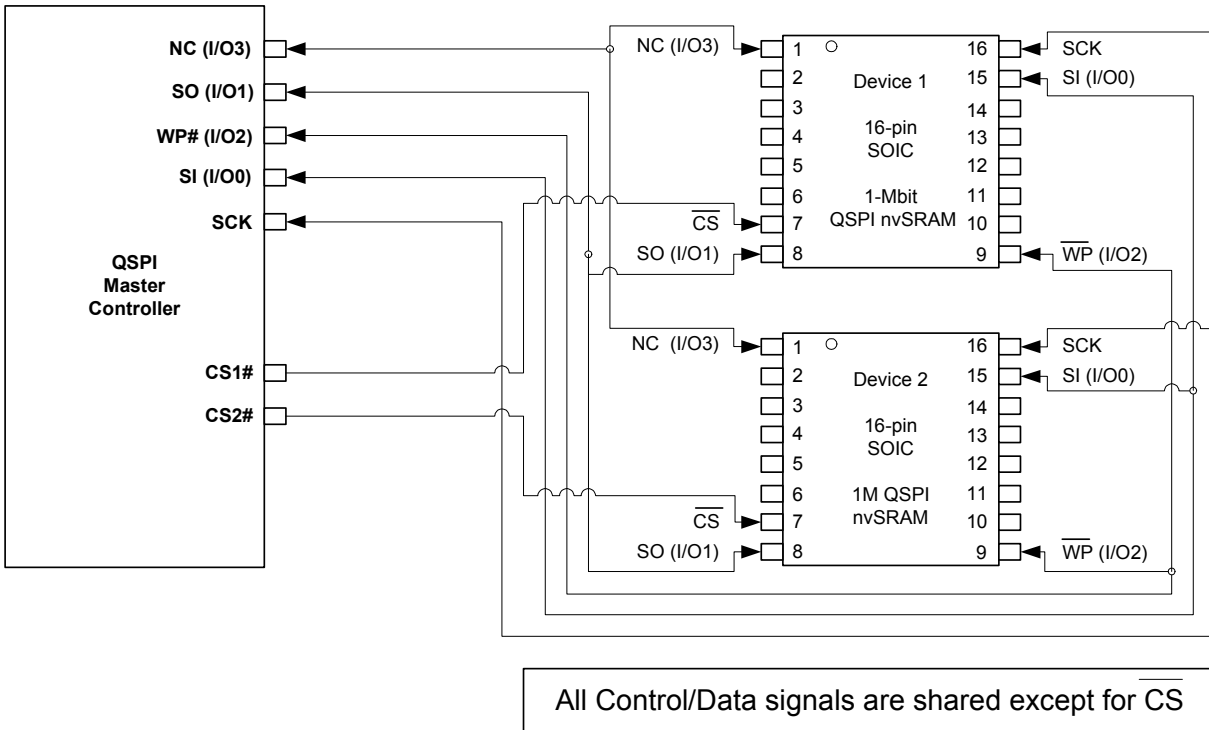 NC (I/O3)
SO (I/O1)
WP# (I/O2)
SI (I/O0)
SCK
QSPI
Master
Controller
CS1#
CS2#
NC (I/O3)
CS
SO (I/O1)
1
2
3
4
5
6
7
8
Device 1
16-pin
SOIC
1-Mbit
QSPI nvSRAM
16
15
14
13
12
11
10
9
SCK
SI (I/O0)
WP (I/O2)
NC (I/O3)
CS
SO (I/O1)
1
2
3
4
5
6
7
8
Device 2
16-pin
SOIC
1M QSPI
nvSRAM
16
15
14
13
12
11
10
9
SCK
SI (I/O0)
WP (I/O2)
All Control/Data signals are shared except for CS